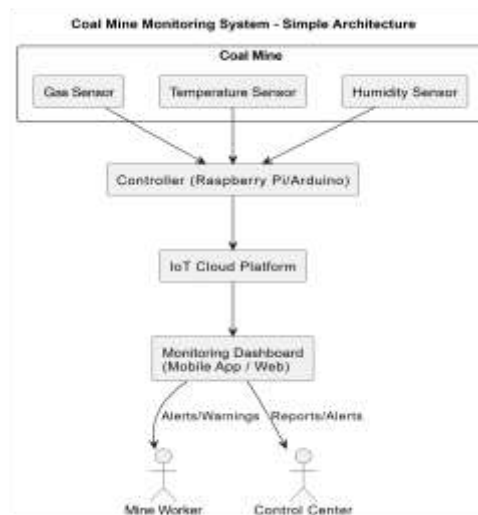 Coal Mine Monitoring System - Simple Architecture
Coal Mine
Gas Sensor
Temperature Sensor
Humidity Sensor
Controller (Raspberry Pi/Arduino)
IoT Cloud Platform
Monitoring Dashboard
(Mobile App / Web)
Alerts/Warnings
Reports/Alerts
Mine Worker
Control Center